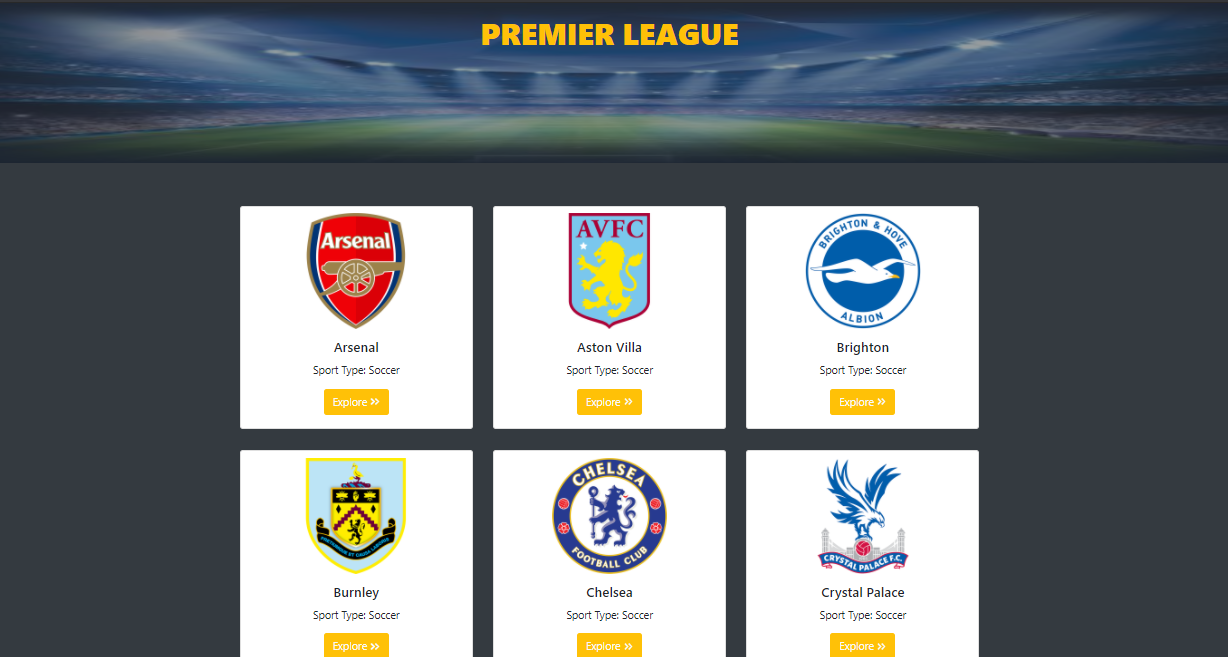 PREMIER LEAGUE
Arsenal
AVFC
BRIGHTON & HOVE
ALBION
Arsenal
Aston Villa
Brighton
Sport Type: Soccer
Sport Type: Soccer
Sport Type: Soccer
Explore »
Explore »
Explore »
CHELSEA
FOOTBALL CLUB
CRYSTAL PALACE F.C.
Burnley
Chelsea
Crystal Palace
Sport Type: Soccer
Sport Type: Soccer
Sport Type: Soccer
Explore »
Explore »
Explore »